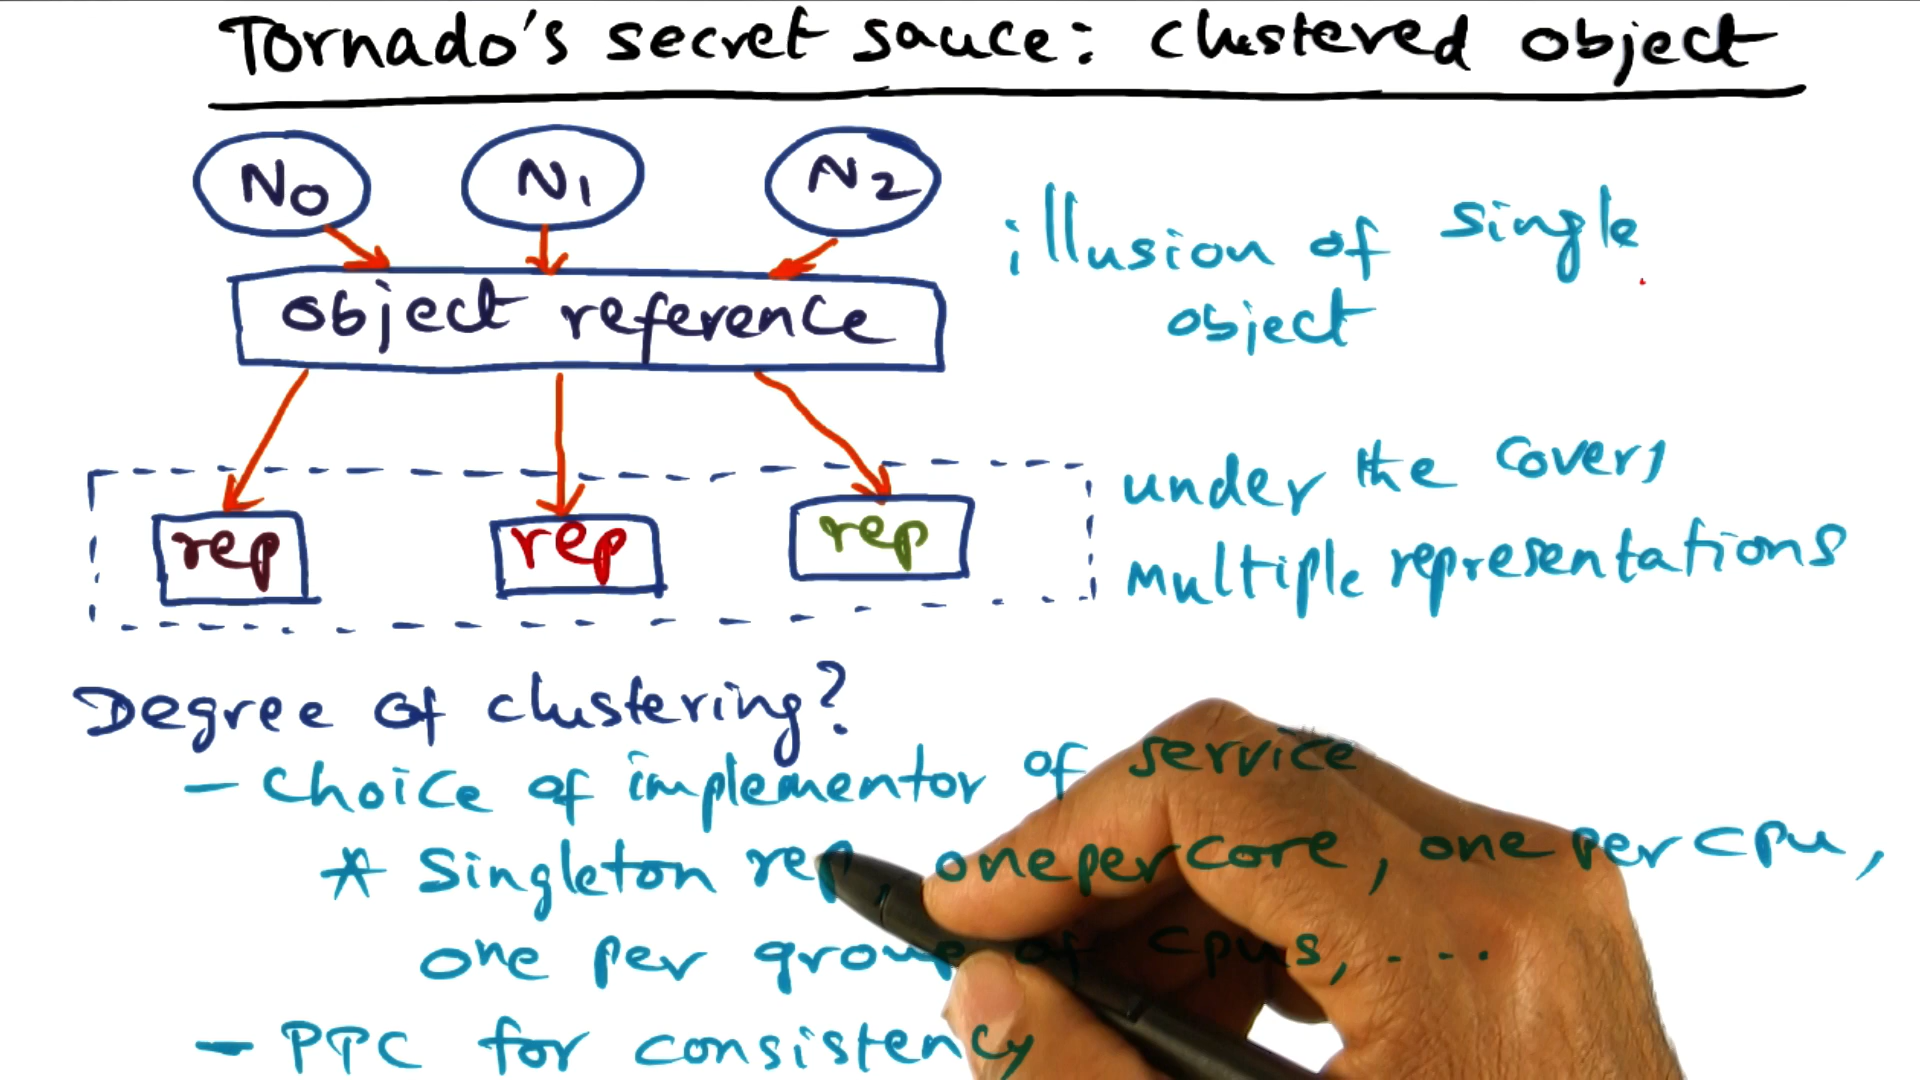 Tornado's secret sauce: clustered object
N0 N1 N2
illusion of single
object
object reference
under the covers
multiple representations
rep rep rep
Degree of clustering?
- Choice of implementor of service
* Singleton rep, one per core, one per cpu,
one per group of cpus, ...
- PPC for consistency